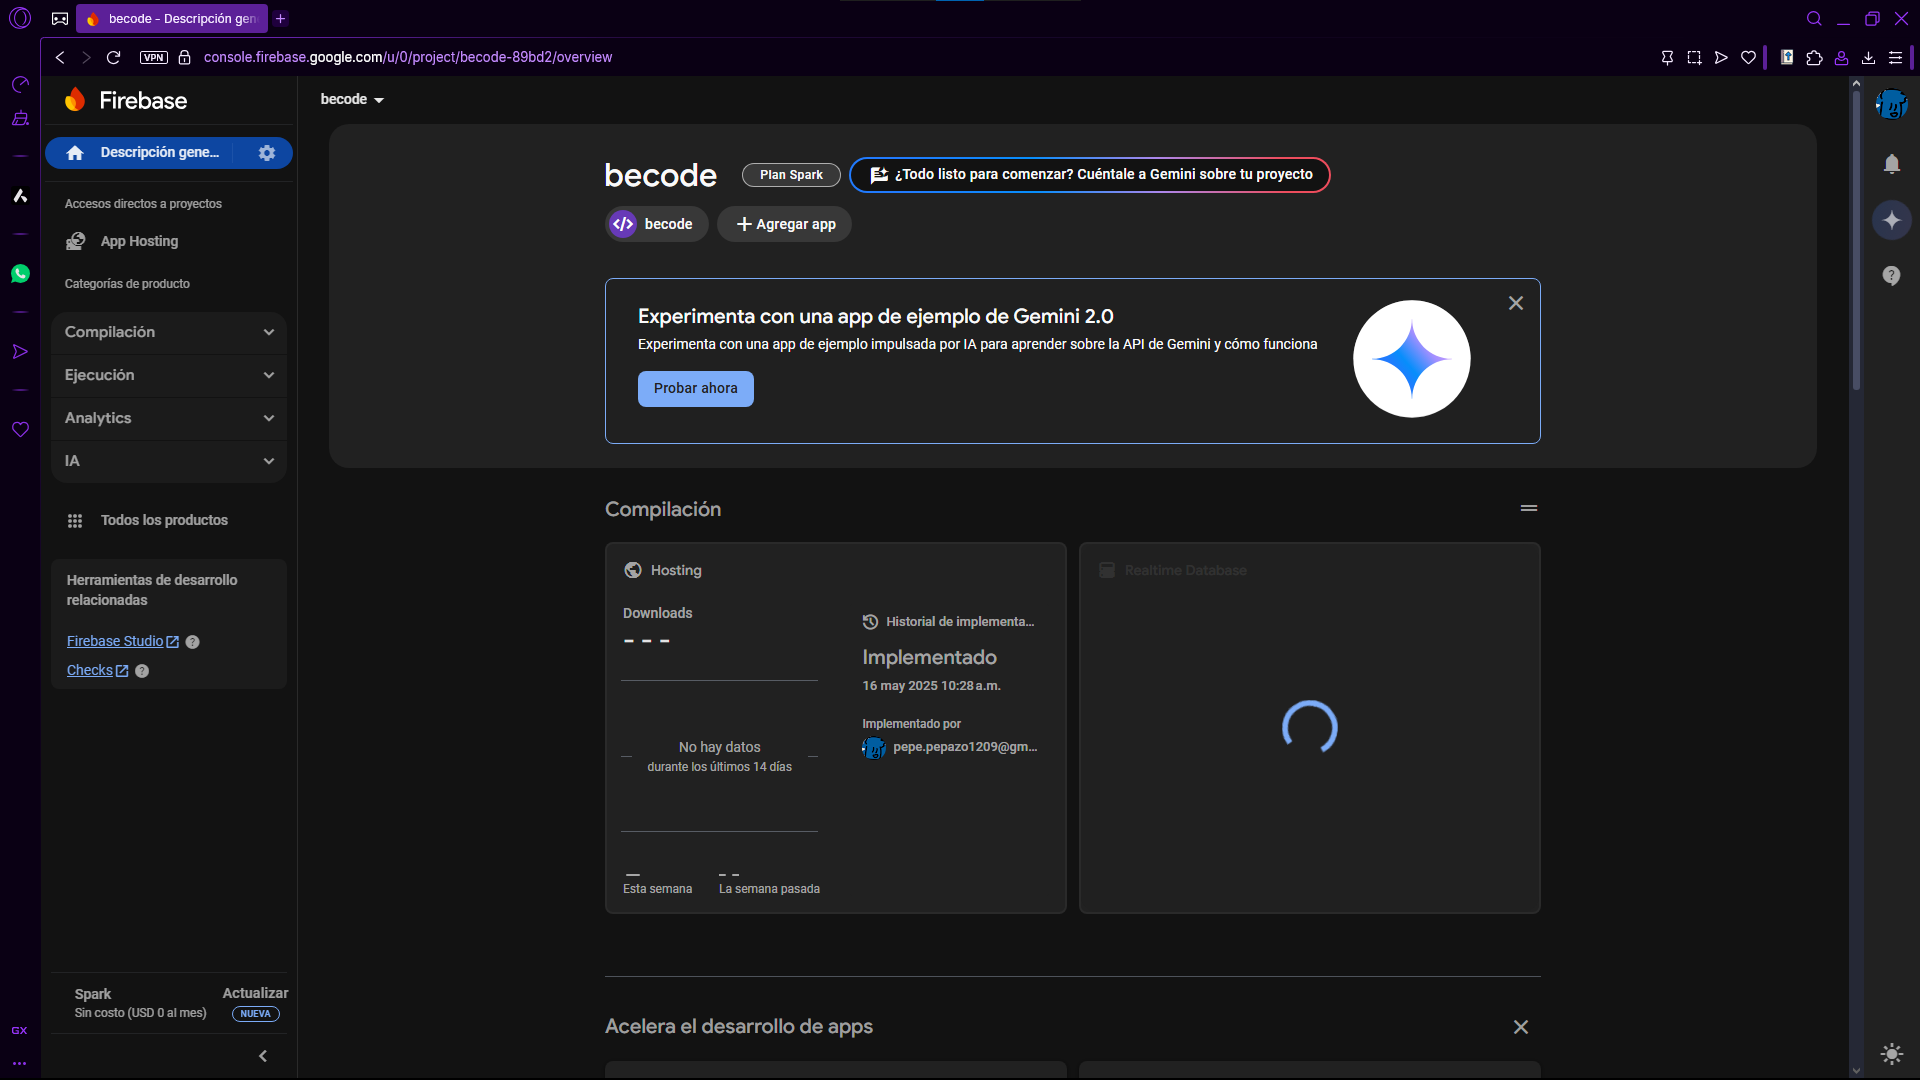 becode - Descripción gen
VPN
console.firebase.google.com/u/0/project/becode-89bd2/overview
Firebase
becode
Descripción gene...
Accesos directos a proyectos
App Hosting
Categorías de producto
Compilación
Ejecución
Analytics
IA
Todos los productos
Herramientas de desarrollo
relacionadas
Firebase Studio
Checks
Spark
Sin costo (USD 0 al mes)
Actualizar
NUEVA
GX
becode
Plan Spark
¿Todo listo para comenzar? Cuéntale a Gemini sobre tu proyecto
becode
Agregar app
Experimenta con una app de ejemplo de Gemini 2.0
Experimenta con una app de ejemplo impulsada por IA para aprender sobre la API de Gemini y cómo funciona
Probar ahora
Compilación
Hosting
Downloads
- - -
No hay datos
durante los últimos 14 días
—
Esta semana
- -
La semana pasada
Historial de implementa...
Implementado
16 may 2025 10:28 a.m.
Implementado por
pepe.pepazo1209@gm...
Realtime Database
Acelera el desarrollo de apps